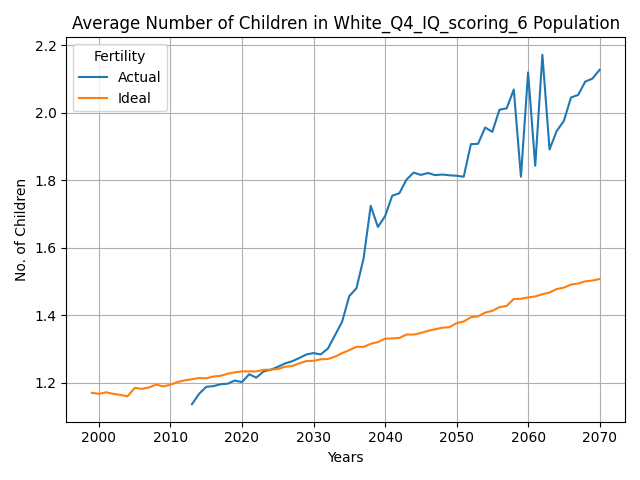 Average Number of Children in White_Q4_IQ_scoring_6 Population
Fertility
Actual
Ideal
No. of Children
2.2
2.0
1.8
1.6
1.4
1.2
2000 2010 2020 2030 2040 2050 2060 2070
Years